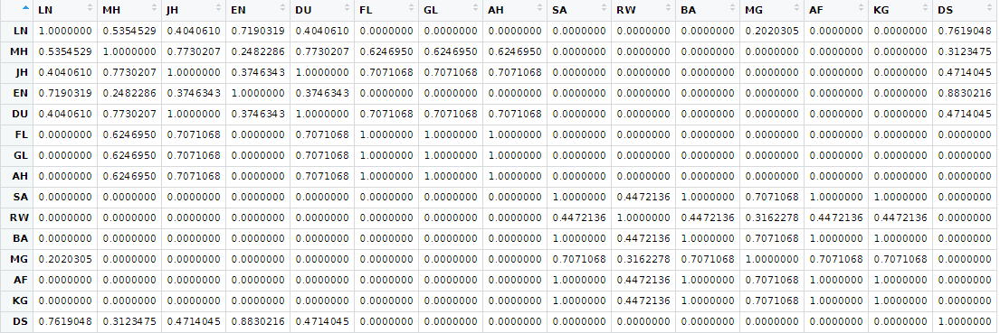 LN MH JH EN DU FL GL AH SA RW BA MG AF KG DS
LN 1.0000000 0.5354529 0.4040610 0.7190319 0.4040610 0.0000000 0.0000000 0.0000000 0.0000000 0.0000000 0.0000000 0.2020305 0.0000000 0.0000000 0.7619048
MH 0.5354529 1.0000000 0.7730207 0.2482286 0.7730207 0.6246950 0.6246950 0.6246950 0.0000000 0.0000000 0.0000000 0.0000000 0.0000000 0.0000000 0.3123475
JH 0.4040610 0.7730207 1.0000000 0.3746343 1.0000000 0.7071068 0.7071068 0.7071068 0.0000000 0.0000000 0.0000000 0.0000000 0.0000000 0.0000000 0.4714045
EN 0.7190319 0.2482286 0.3746343 1.0000000 0.3746343 0.0000000 0.0000000 0.0000000 0.0000000 0.0000000 0.0000000 0.0000000 0.0000000 0.0000000 0.8830216
DU 0.4040610 0.7730207 1.0000000 0.3746343 1.0000000 0.7071068 0.7071068 0.7071068 0.0000000 0.0000000 0.0000000 0.0000000 0.0000000 0.0000000 0.4714045
FL 0.0000000 0.6246950 0.7071068 0.0000000 0.7071068 1.0000000 1.0000000 1.0000000 0.0000000 0.0000000 0.0000000 0.0000000 0.0000000 0.0000000 0.0000000
GL 0.0000000 0.6246950 0.7071068 0.0000000 0.7071068 1.0000000 1.0000000 1.0000000 0.0000000 0.0000000 0.0000000 0.0000000 0.0000000 0.0000000 0.0000000
AH 0.0000000 0.6246950 0.7071068 0.0000000 0.7071068 1.0000000 1.0000000 1.0000000 0.0000000 0.0000000 0.0000000 0.0000000 0.0000000 0.0000000 0.0000000
SA 0.0000000 0.0000000 0.0000000 0.0000000 0.0000000 0.0000000 0.0000000 0.0000000 1.0000000 0.4472136 1.0000000 0.7071068 1.0000000 1.0000000 0.0000000
RW 0.0000000 0.0000000 0.0000000 0.0000000 0.0000000 0.0000000 0.0000000 0.0000000 0.4472136 1.0000000 0.4472136 0.3162278 0.4472136 0.4472136 0.0000000
BA 0.0000000 0.0000000 0.0000000 0.0000000 0.0000000 0.0000000 0.0000000 0.0000000 1.0000000 0.4472136 1.0000000 0.7071068 1.0000000 1.0000000 0.0000000
MG 0.2020305 0.0000000 0.0000000 0.0000000 0.0000000 0.0000000 0.0000000 0.0000000 0.7071068 0.3162278 0.7071068 1.0000000 0.7071068 0.7071068 0.0000000
AF 0.0000000 0.0000000 0.0000000 0.0000000 0.0000000 0.0000000 0.0000000 0.0000000 1.0000000 0.4472136 1.0000000 0.7071068 1.0000000 1.0000000 0.0000000
KG 0.0000000 0.0000000 0.0000000 0.0000000 0.0000000 0.0000000 0.0000000 0.0000000 1.0000000 0.4472136 1.0000000 0.7071068 1.0000000 1.0000000 0.0000000
DS 0.7619048 0.3123475 0.4714045 0.8830216 0.4714045 0.0000000 0.0000000 0.0000000 0.0000000 0.0000000 0.0000000 0.0000000 0.0000000 0.0000000 1.0000000